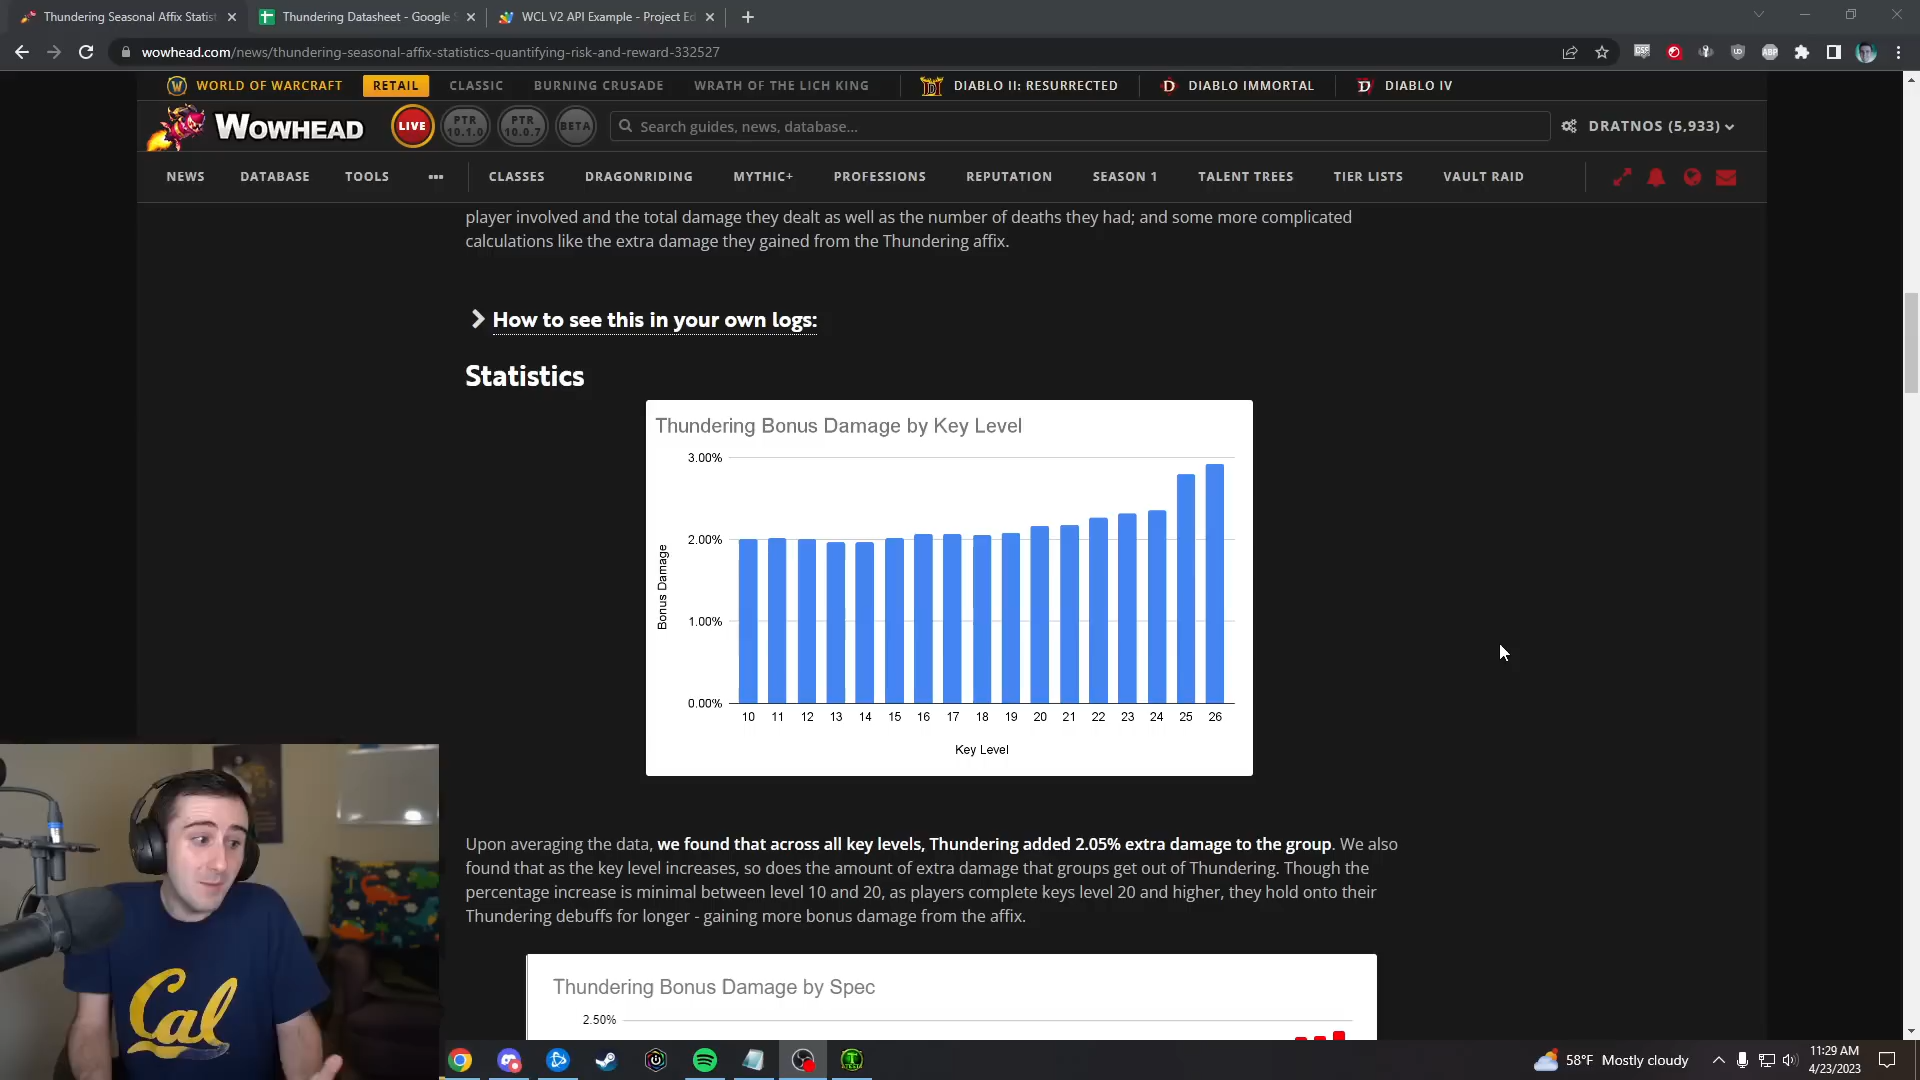 Thundering Seasonal Affix Statist
Thundering Datasheet - Google S
WCL V2 API Example - Project Ed
wowhead.com/news/thundering-seasonal-affix-statistics-quantifying-risk-and-reward-332527
WORLD OF WARCRAFT RETAIL CLASSIC BURNING CRUSADE WRATH OF THE LICH KING DIABLO II: RESURRECTED DIABLO IMMORTAL DIABLO IV
WOWHEAD LIVE PTR 10.1.0 PTR 10.0.7 BETA Search guides, news, database... DRATNOS (5,933)
NEWS DATABASE TOOLS ••• CLASSES DRAGONRIDING MYTHIC+ PROFESSIONS REPUTATION SEASON 1 TALENT TREES TIER LISTS VAULT RAID
player involved and the total damage they dealt as well as the number of deaths they had; and some more complicated
calculations like the extra damage they gained from the Thundering affix.
How to see this in your own logs:
Statistics
Thundering Bonus Damage by Key Level
3.00%
2.00%
1.00%
0.00%
Bonus Damage
10 11 12 13 14 15 16 17 18 19 20 21 22 23 24 25 26
Key Level
Upon averaging the data, we found that across all key levels, Thundering added 2.05% extra damage to the group. We also
found that as the key level increases, so does the amount of extra damage that groups get out of Thundering. Though the
percentage increase is minimal between level 10 and 20, as players complete keys level 20 and higher, they hold onto their
Thundering debuffs for longer - gaining more bonus damage from the affix.
Thundering Bonus Damage by Spec
2.50%
Cal
58°F Mostly cloudy
11:29 AM
4/23/2023